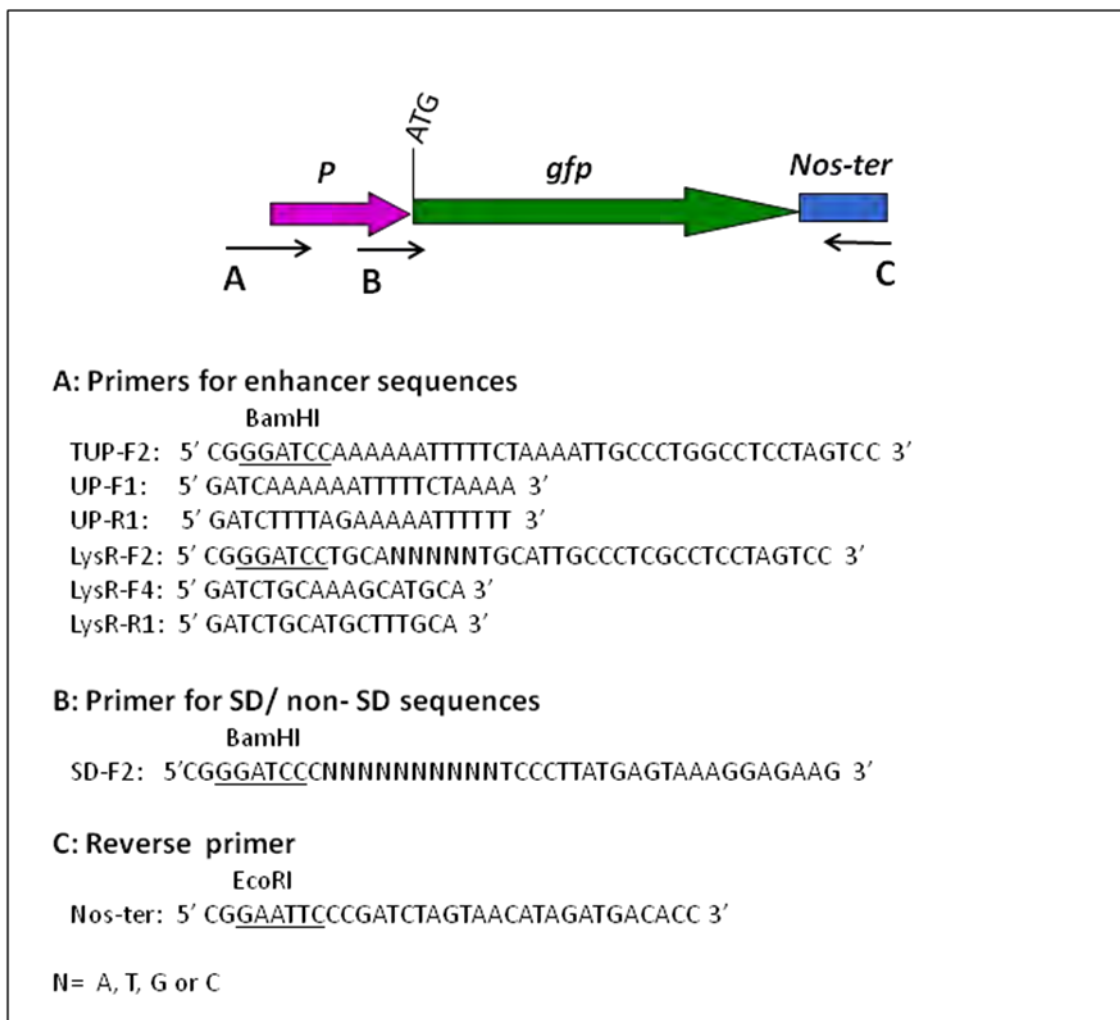 ATG
P gfp Nos-ter
A B C
A: Primers for enhancer sequences
BamHI
TUP-F2: 5′ CGGGATCCAAAAAATTTTTCTAAAATTGCCCTGGCCTCCTAGTCC 3′
UP-F1: 5′ GATCAAAAAATTTTTCTAAAA 3′
UP-R1: 5′ GATCTTTTAGAAAAATTTTTT 3′
LysR-F2: 5′ CGGGATCCTGCANNNNNTGCATTGCCCTCGCCTCCTAGTCC 3′
LysR-F4: 5′ GATCTGCAAAGCATGCA 3′
LysR-R1: 5′ GATCTGCATGCTTTGCA 3′
B: Primer for SD/ non- SD sequences
BamHI
SD-F2: 5′CGGGATCCCNNNNNNNNNNNTCCCTTATGAGTAAAGGAGAAG 3′
C: Reverse primer
EcoRI
Nos-ter: 5′ CGGAATTCCCGATCTAGTAACATAGATGACACC 3′
N= A, T, G or C